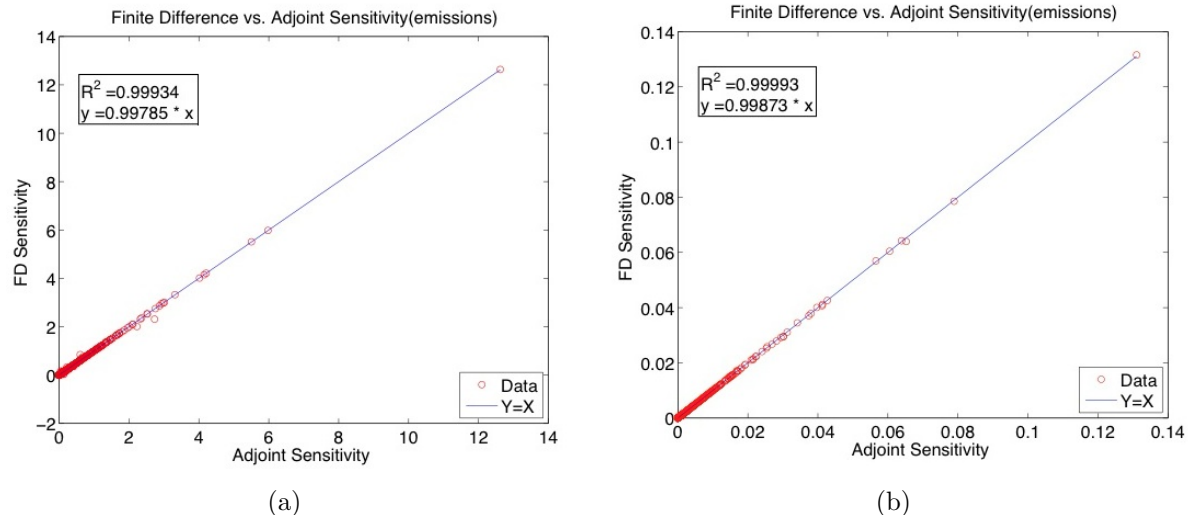 Finite Difference vs. Adjoint Sensitivity(emissions)
14
12
10
8
6
4
2
0
−2
R² =0.99934
y =0.99785 * x
FD Sensitivity
Data
Y=X
0 2 4 6 8 10 12 14
Adjoint Sensitivity
(a)
Finite Difference vs. Adjoint Sensitivity(emissions)
0.14
0.12
0.1
0.08
0.06
0.04
0.02
0
R² =0.99993
y =0.99873 * x
FD Sensitivity
Data
Y=X
0 0.02 0.04 0.06 0.08 0.1 0.12 0.14
Adjoint Sensitivity
(b)